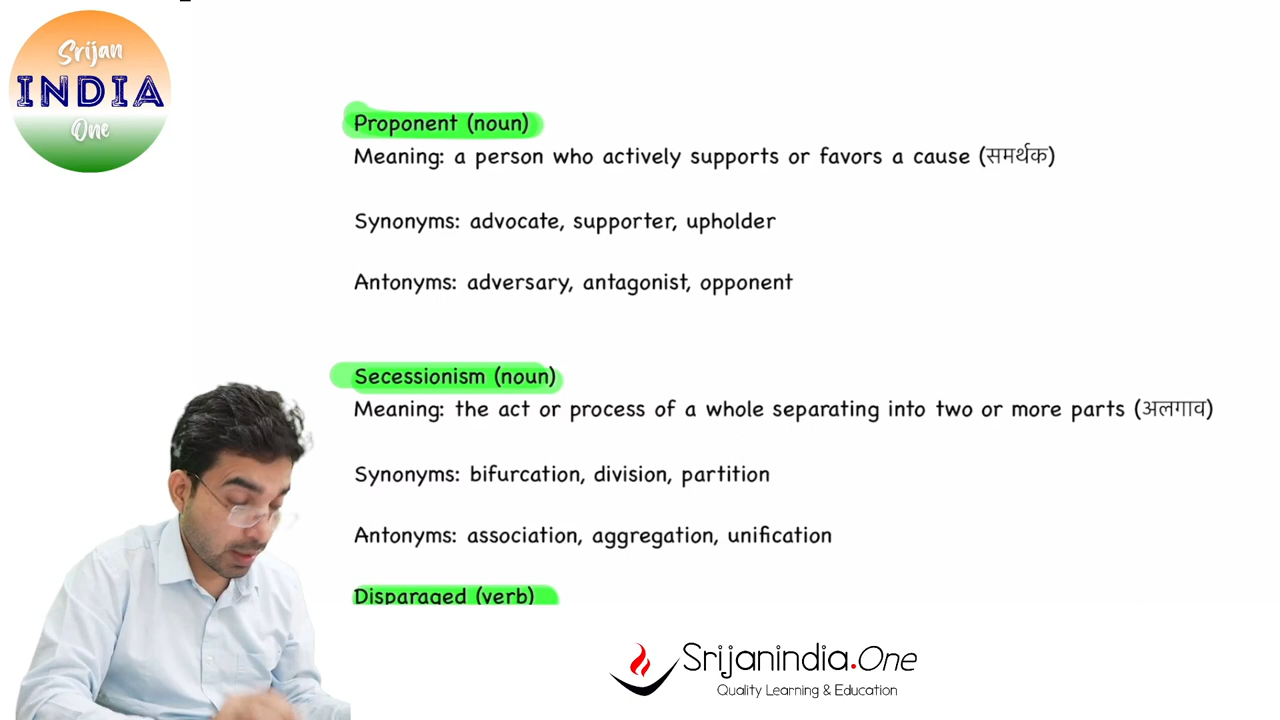 Srijan
INDIA
One
Proponent (noun)
Meaning: a person who actively supports or favors a cause (समर्थक)
Synonyms: advocate, supporter, upholder
Antonyms: adversary, antagonist, opponent
Secessionism (noun)
Meaning: the act or process of a whole separating into two or more parts (अलगाव)
Synonyms: bifurcation, division, partition
Antonyms: association, aggregation, unification
Disparaged (verb)
Srijanindia.One
Quality Learning & Education